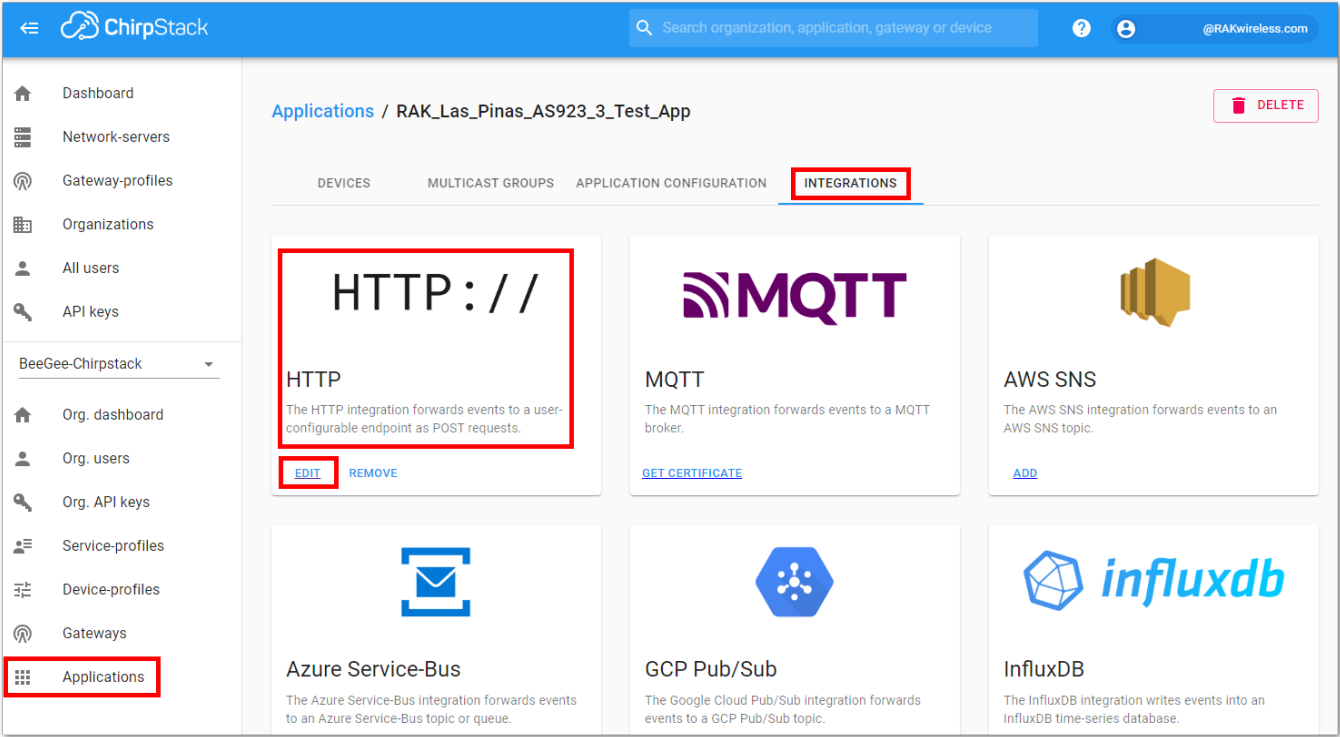 ChirpStack
Search organization, application, gateway or device
?
@RAKwireless.com
Dashboard
Network-servers
Gateway-profiles
Organizations
All users
API keys
BeeGee-Chirpstack
Org. dashboard
Org. users
Org. API keys
Service-profiles
Device-profiles
Gateways
Applications
Applications / RAK_Las_Pinas_AS923_3_Test_App
DELETE
DEVICES
MULTICAST GROUPS
APPLICATION CONFIGURATION
INTEGRATIONS
HTTP://
HTTP
The HTTP integration forwards events to a user-
configurable endpoint as POST requests.
EDIT
REMOVE
MQTT
MQTT
The MQTT integration forwards events to a MQTT
broker.
GET CERTIFICATE
AWS SNS
The AWS SNS integration forwards events to an
AWS SNS topic.
ADD
Azure Service-Bus
The Azure Service-Bus integration forwards events
to an Azure Service-Bus topic or queue.
GCP Pub/Sub
The Google Cloud Pub/Sub integration forwards
events to a GCP Pub/Sub topic.
influxdb
InfluxDB
The InfluxDB integration writes events into an
InfluxDB time-series database.